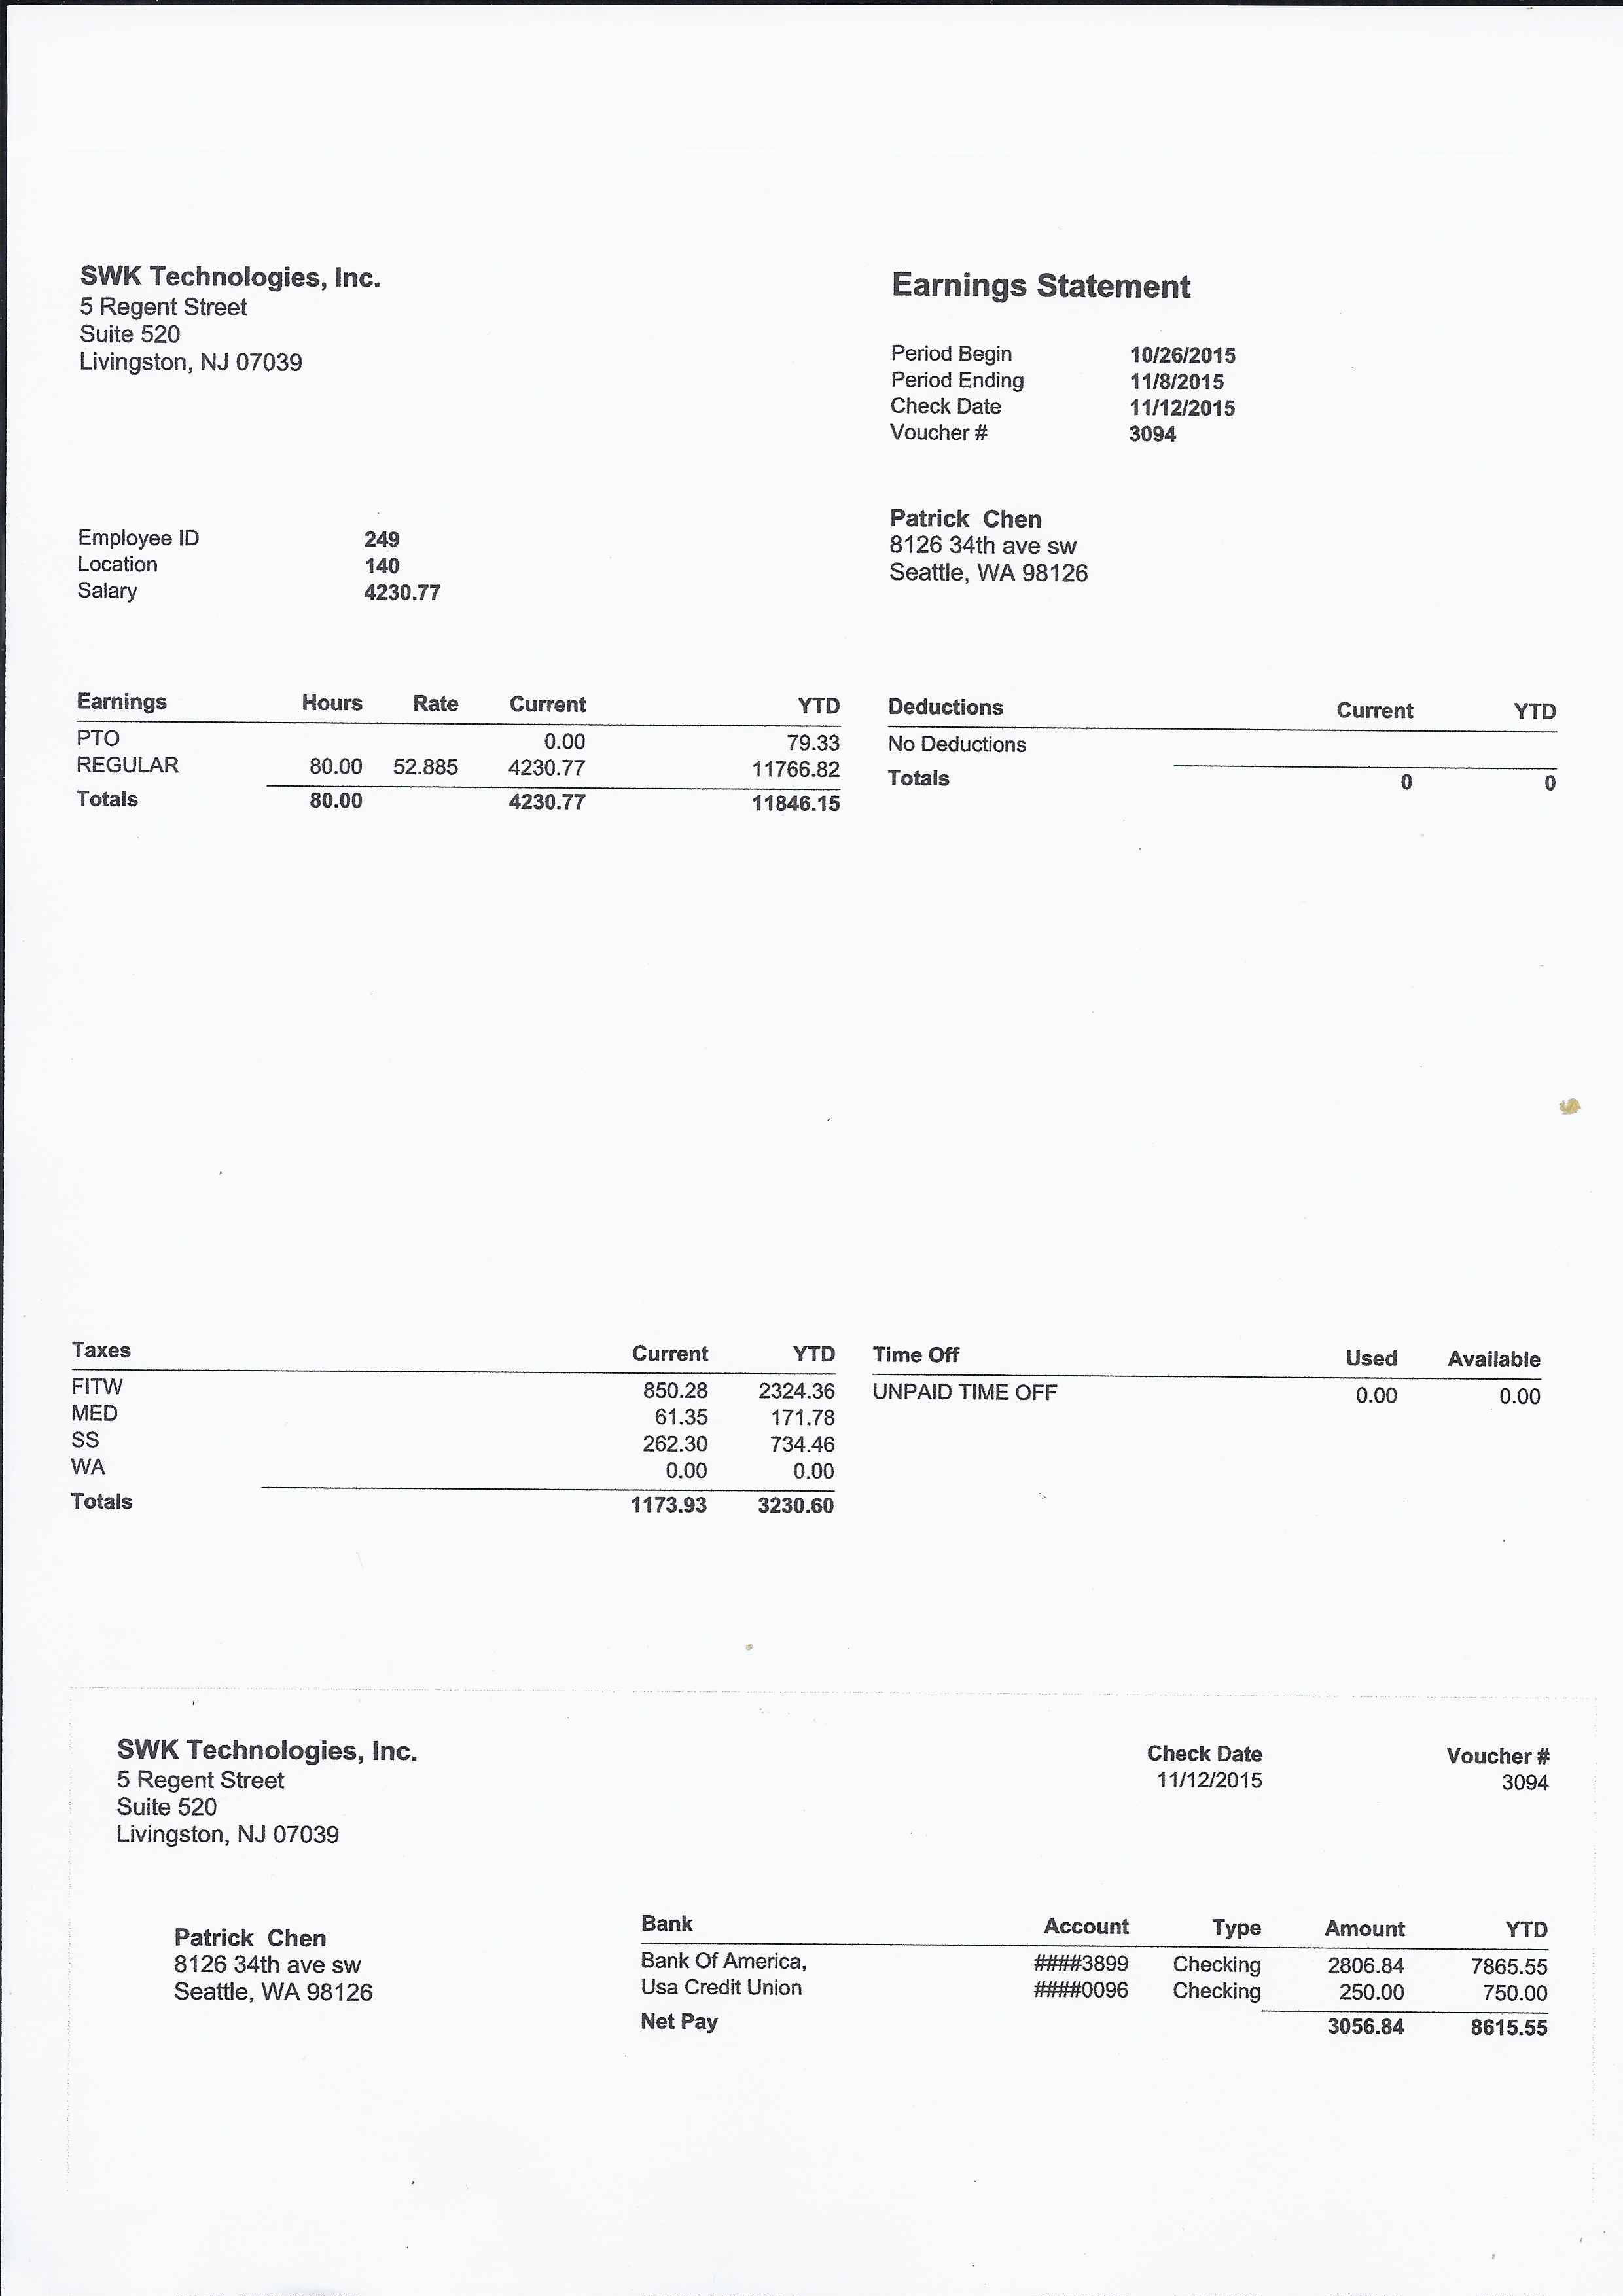 SWK Technologies, Inc.
5 Regent Street
Suite 520
Livingston, NJ 07039
Earnings Statement
Period Begin 10/26/2015
Period Ending 11/8/2015
Check Date 11/12/2015
Voucher # 3094
Employee ID 249
Location 140
Salary 4230.77
Patrick Chen
8126 34th ave sw
Seattle, WA 98126
Earnings Hours Rate Current YTD
PTO 0.00 79.33
REGULAR 80.00 52.885 4230.77 11766.82
Totals 80.00 4230.77 11846.15
Deductions Current YTD
No Deductions
Totals 0 0
Taxes Current YTD
FITW 850.28 2324.36
MED 61.35 171.78
SS 262.30 734.46
WA 0.00 0.00
Totals 1173.93 3230.60
Time Off Used Available
UNPAID TIME OFF 0.00 0.00
SWK Technologies, Inc.
5 Regent Street
Suite 520
Livingston, NJ 07039
Check Date Voucher #
11/12/2015 3094
Patrick Chen
8126 34th ave sw
Seattle, WA 98126
Bank Account Type Amount YTD
Bank Of America, ####3899 Checking 2806.84 7865.55
Usa Credit Union ####0096 Checking 250.00 750.00
Net Pay 3056.84 8615.55